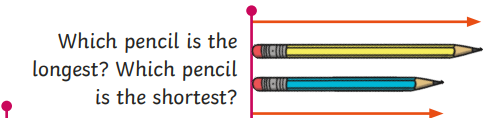 Which pencil is the
longest? Which pencil
is the shortest?